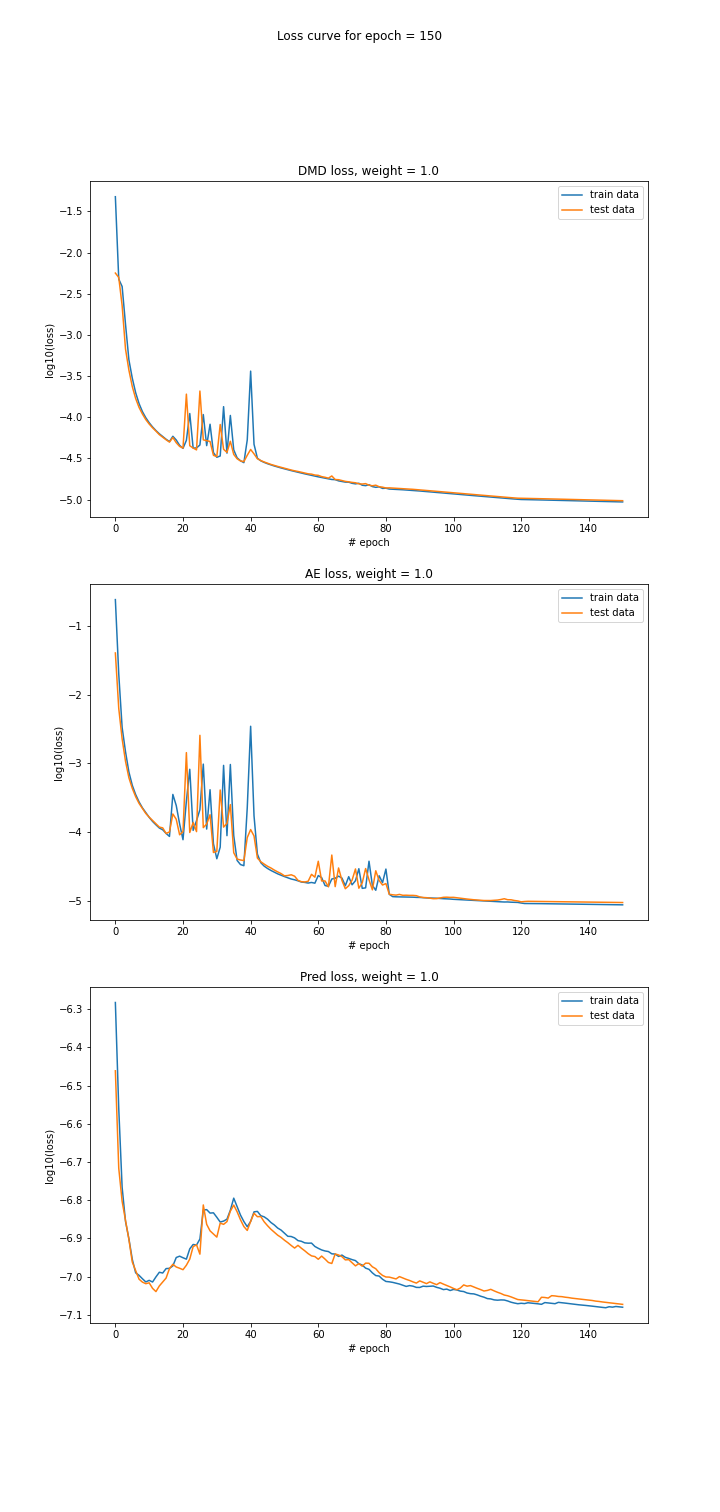 Loss curve for epoch = 150
DMD loss, weight = 1.0
train data
test data
−1.5
−2.0
−2.5
−3.0
−3.5
−4.0
−4.5
−5.0
log10(loss)
0 20 40 60 80 100 120 140
# epoch
AE loss, weight = 1.0
train data
test data
−1
−2
−3
−4
−5
log10(loss)
0 20 40 60 80 100 120 140
# epoch
Pred loss, weight = 1.0
train data
test data
−6.3
−6.4
−6.5
−6.6
−6.7
−6.8
−6.9
−7.0
−7.1
log10(loss)
0 20 40 60 80 100 120 140
# epoch